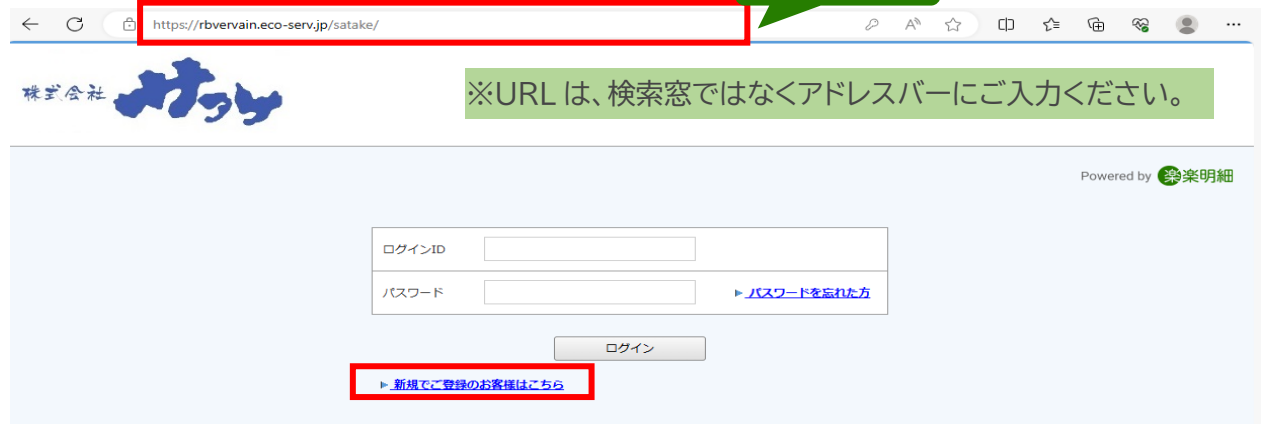 https://rbvervain.eco-serv.jp/satake/
株式会社 サタケ
※URL は、検索窓ではなくアドレスバーにご入力ください。
Powered by 楽楽明細
ログインID
パスワード
パスワードを忘れた方
ログイン
新規でご登録のお客様はこちら